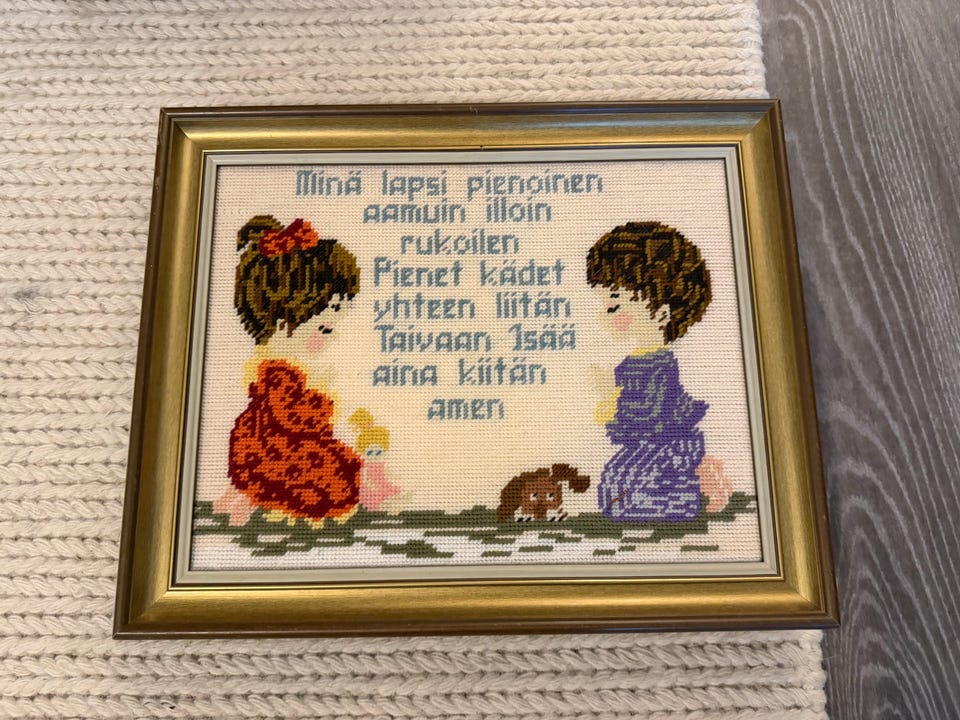 Minä lapsi pienoinen
aamuin illoin
rukoilen
Pienet kädet
yhteen liitän
Taivaan Isää
aina kiitän
amen